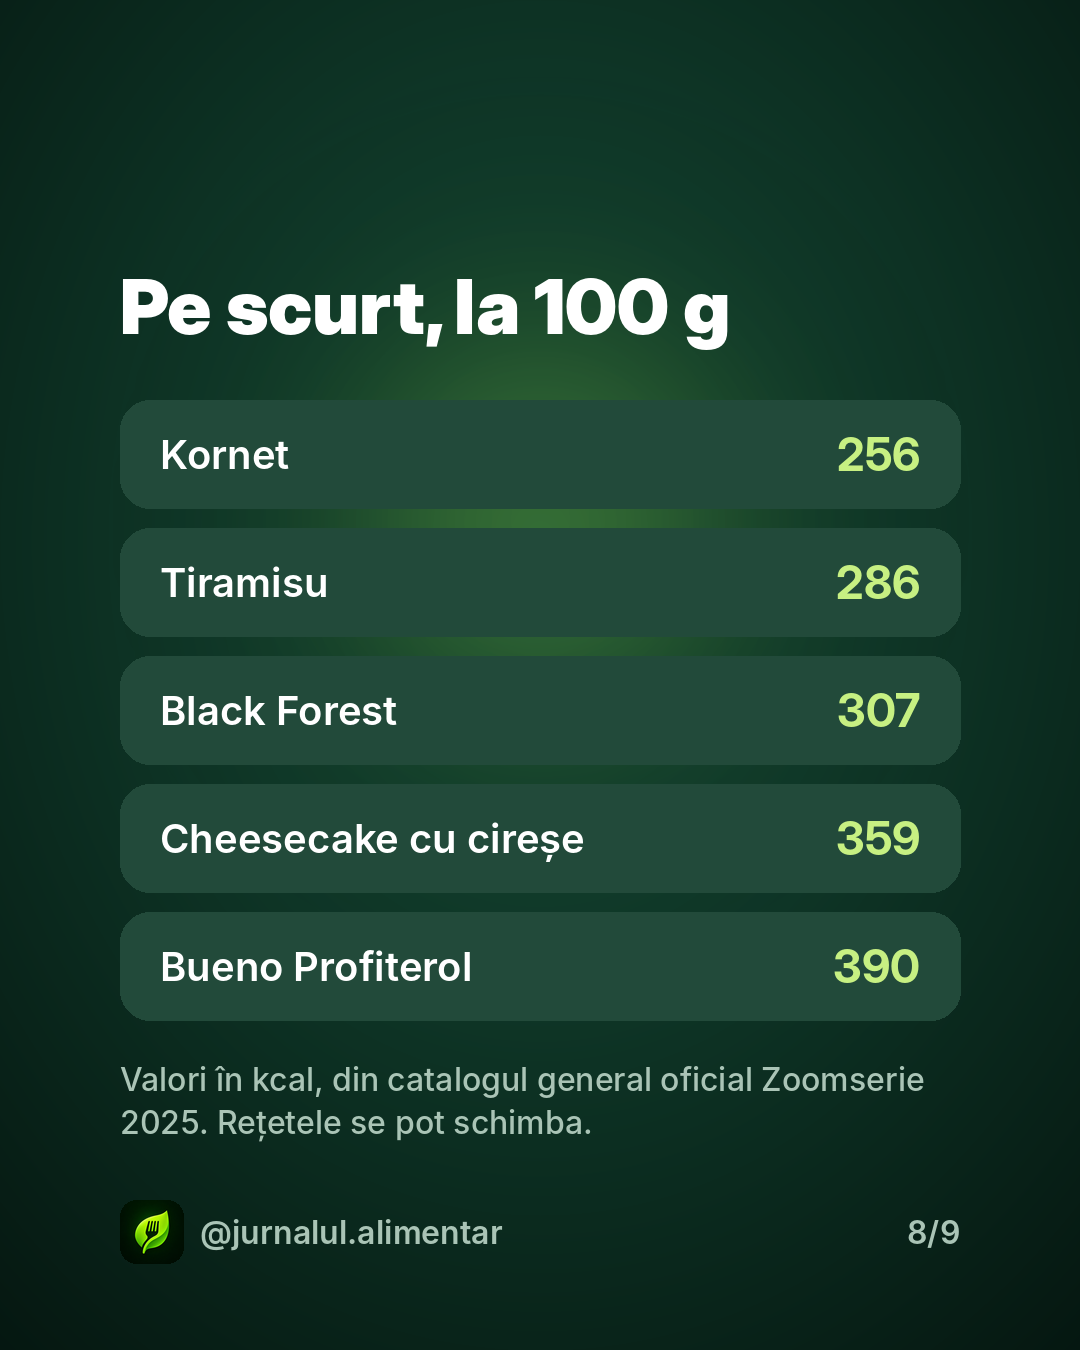 Pe scurt, la 100 g
Kornet 256
Tiramisu 286
Black Forest 307
Cheesecake cu cireșe 359
Bueno Profiterol 390
Valori în kcal, din catalogul general oficial Zoomserie
2025. Rețetele se pot schimba.
@jurnalul.alimentar 8/9